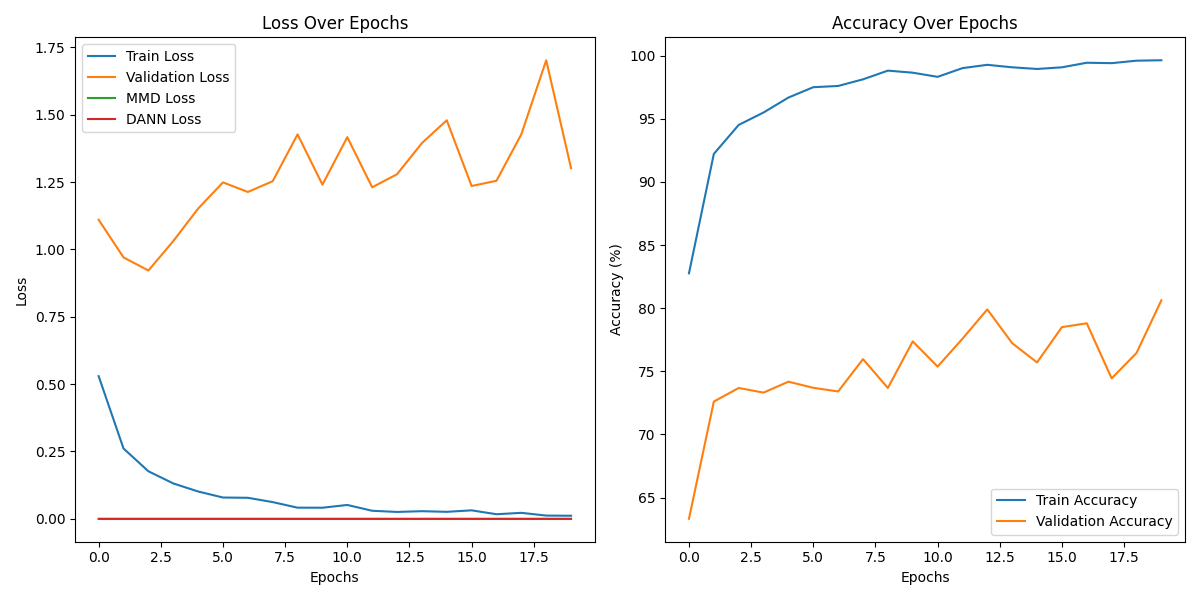 Loss Over Epochs
Train Loss
Validation Loss
MMD Loss
DANN Loss
1.75
1.50
1.25
1.00
0.75
0.50
0.25
0.00
Loss
0.0 2.5 5.0 7.5 10.0 12.5 15.0 17.5
Epochs
Accuracy Over Epochs
100
95
90
85
80
75
70
65
Accuracy (%)
Train Accuracy
Validation Accuracy
0.0 2.5 5.0 7.5 10.0 12.5 15.0 17.5
Epochs